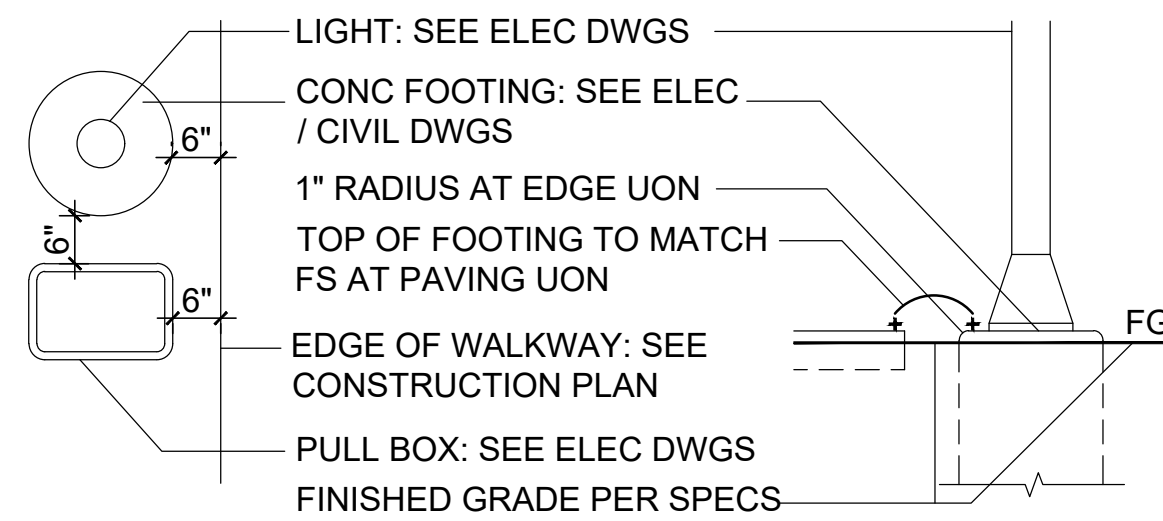 LIGHT: SEE ELEC DWGS
CONC FOOTING: SEE ELEC
/ CIVIL DWGS
6"
1" RADIUS AT EDGE UON
TOP OF FOOTING TO MATCH
FS AT PAVING UON
6"
6"
FG
EDGE OF WALKWAY: SEE
CONSTRUCTION PLAN
PULL BOX: SEE ELEC DWGS
FINISHED GRADE PER SPECS